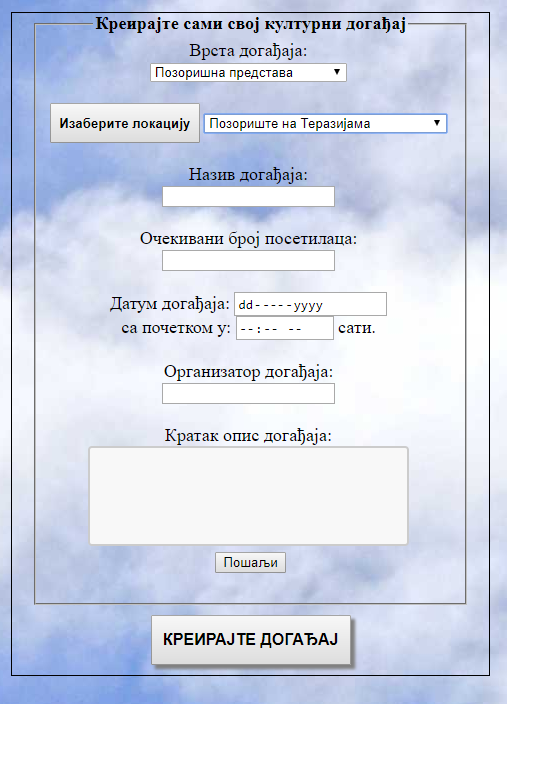 Креирајте сами свој културни догађај
Врста догађаја:
Позоришна представа
Изаберите локацију Позориште на Теразијама
Назив догађаја:
Очекивани број посетилаца:
Датум догађаја: dd-----yyyy
са почетком у: --:-- -- сати.
Организатор догађаја:
Кратак опис догађаја:
Пошаљи
КРЕИРАЈТЕ ДОГАЂАЈ